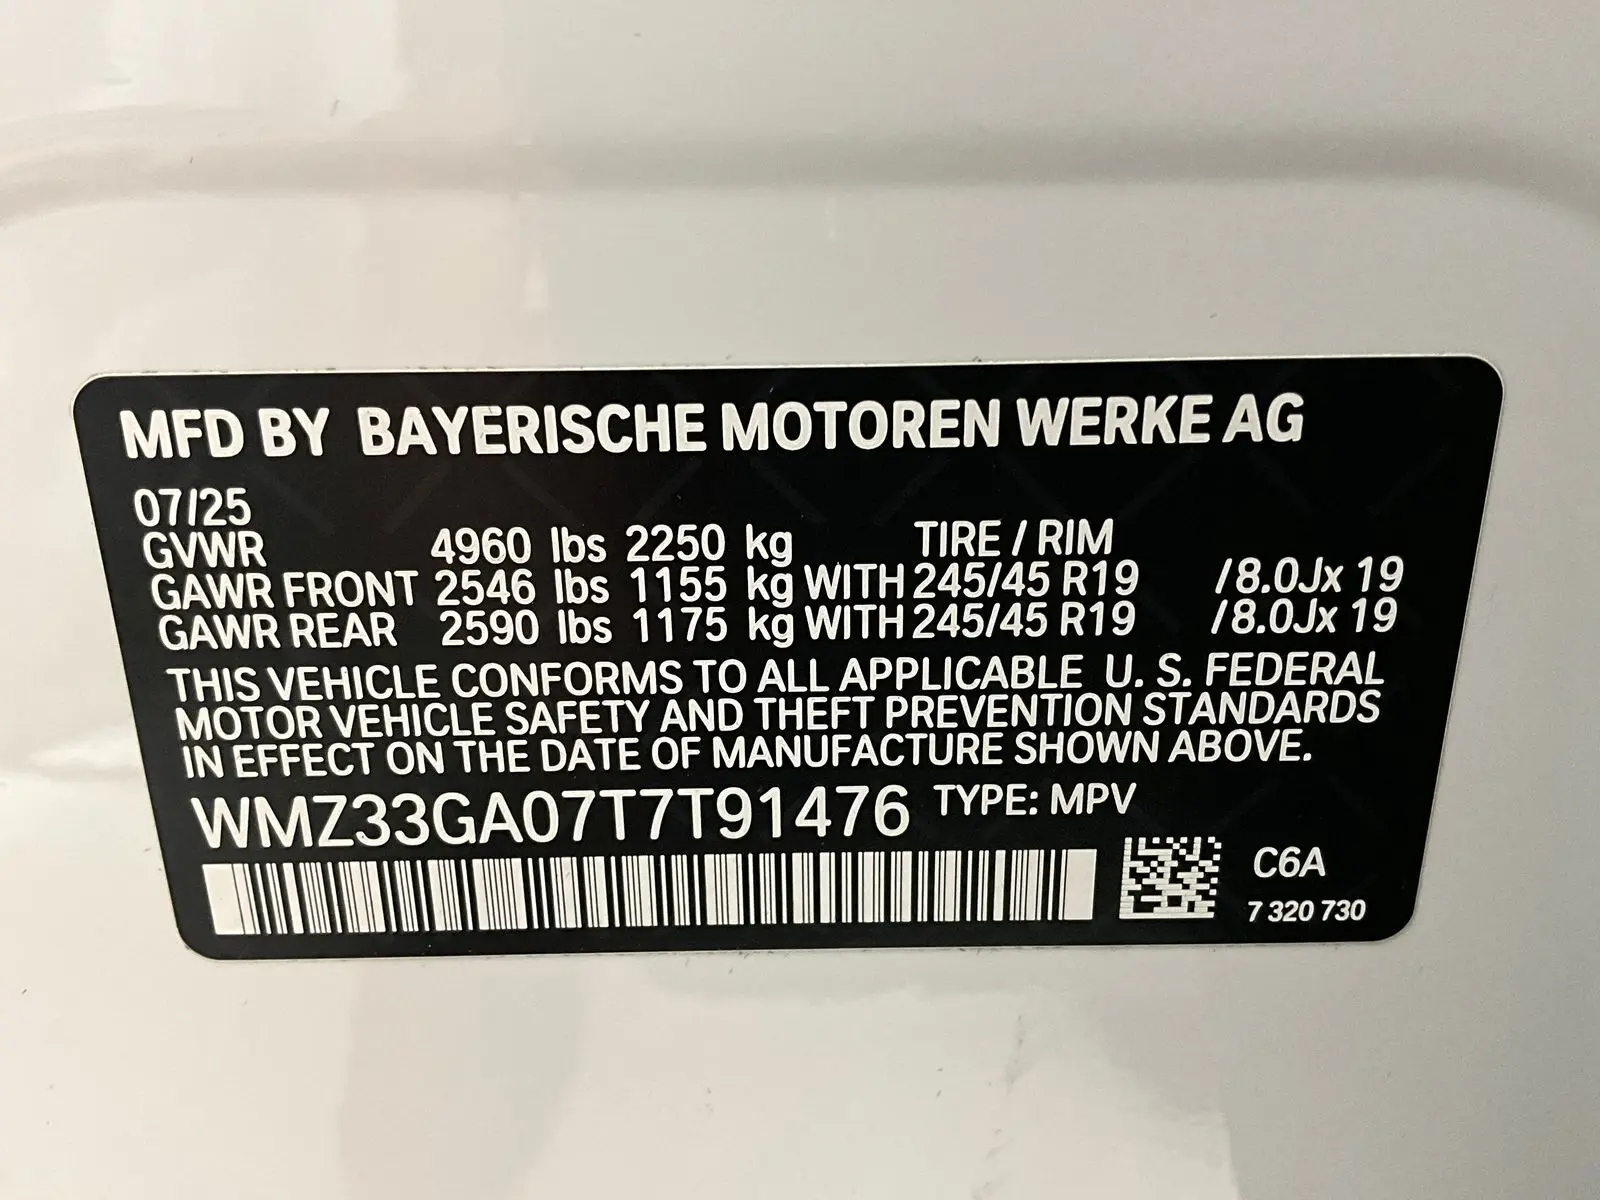 MFD BY BAYERISCHE MOTOREN WERKE AG
07/25
GVWR 4960 lbs 2250 kg TIRE / RIM
GAWR FRONT 2546 lbs 1155 kg WITH 245/45 R19 /8.0Jx 19
GAWR REAR 2590 lbs 1175 kg WITH 245/45 R19 /8.0Jx 19
THIS VEHICLE CONFORMS TO ALL APPLICABLE U. S. FEDERAL
MOTOR VEHICLE SAFETY AND THEFT PREVENTION STANDARDS
IN EFFECT ON THE DATE OF MANUFACTURE SHOWN ABOVE.
WMZ33GA07T7T91476 TYPE: MPV
C6A
7 320 730